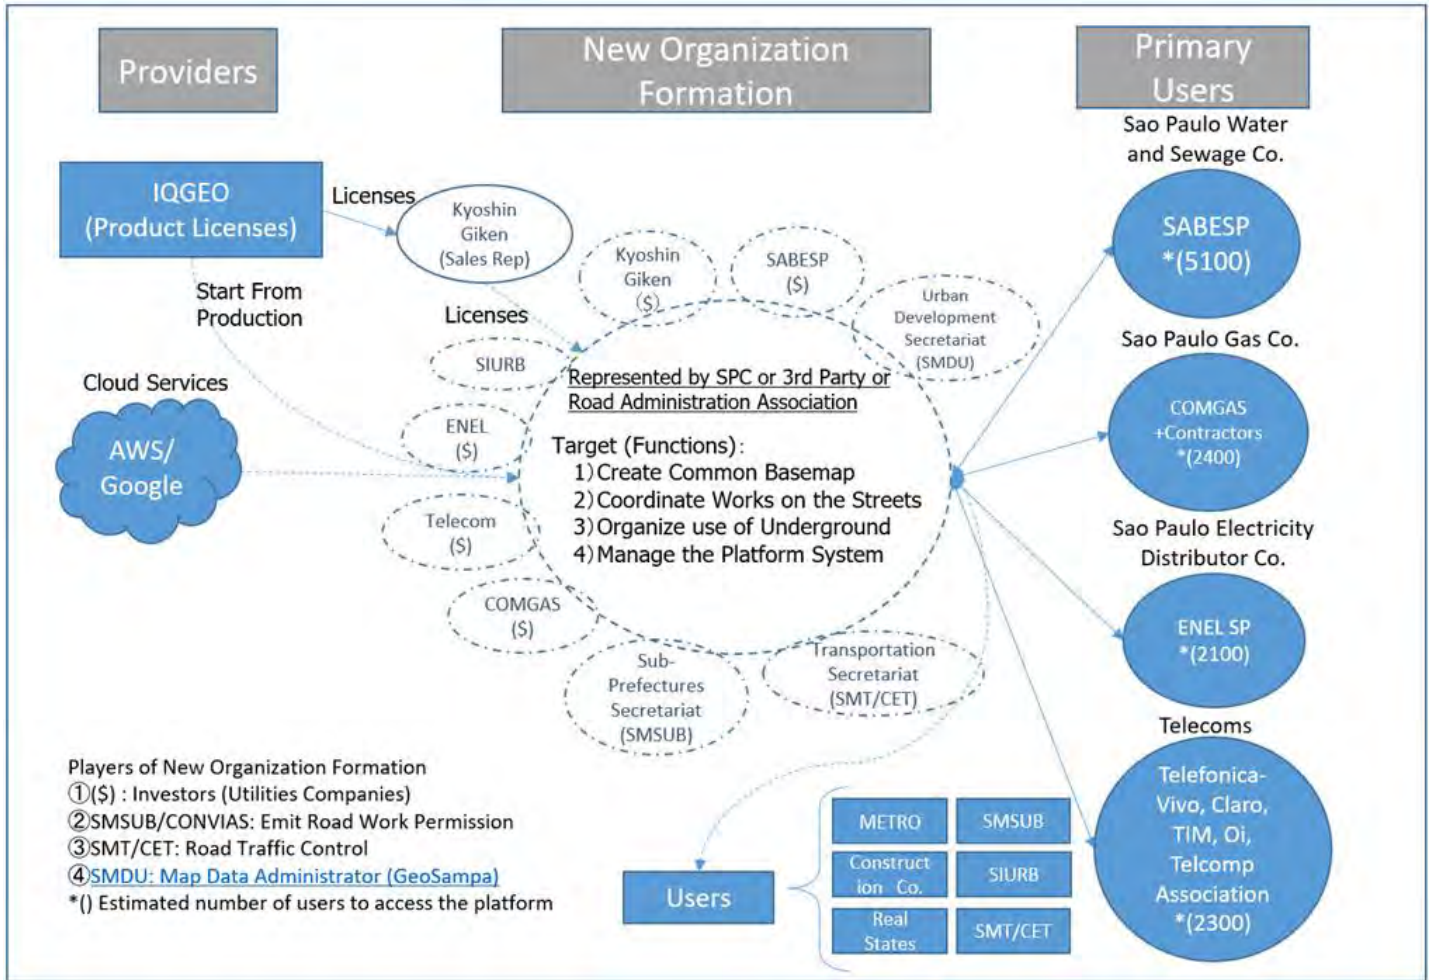 Providers
New Organization
Formation
Primary
Users
IQGEO
(Product Licenses)
Licenses
Kyoshin
Giken
(Sales Rep)
Start From
Production
Licenses
Cloud Services
AWS/
Google
Kyoshin
Giken
($)
SABESP
($)
Urban
Development
Secretariat
(SMDU)
SIURB
ENEL
($)
Telecom
($)
COMGAS
($)
Sub-
Prefectures
Secretariat
(SMSUB)
Transportation
Secretariat
(SMT/CET)
Represented by SPC or 3rd Party or
Road Administration Association
Target (Functions):
1)Create Common Basemap
2)Coordinate Works on the Streets
3)Organize use of Underground
4)Manage the Platform System
Sao Paulo Water
and Sewage Co.
SABESP
*(5100)
Sao Paulo Gas Co.
COMGAS
+Contractors
*(2400)
Sao Paulo Electricity
Distributor Co.
ENEL SP
*(2100)
Telecoms
Telefonica-
Vivo, Claro,
TIM, Oi,
Telcomp
Association
*(2300)
Players of New Organization Formation
①($) : Investors (Utilities Companies)
②SMSUB/CONVIAS: Emit Road Work Permission
③SMT/CET: Road Traffic Control
④SMDU: Map Data Administrator (GeoSampa)
*() Estimated number of users to access the platform
Users
METRO
SMSUB
Construct
ion Co.
SIURB
Real
States
SMT/CET